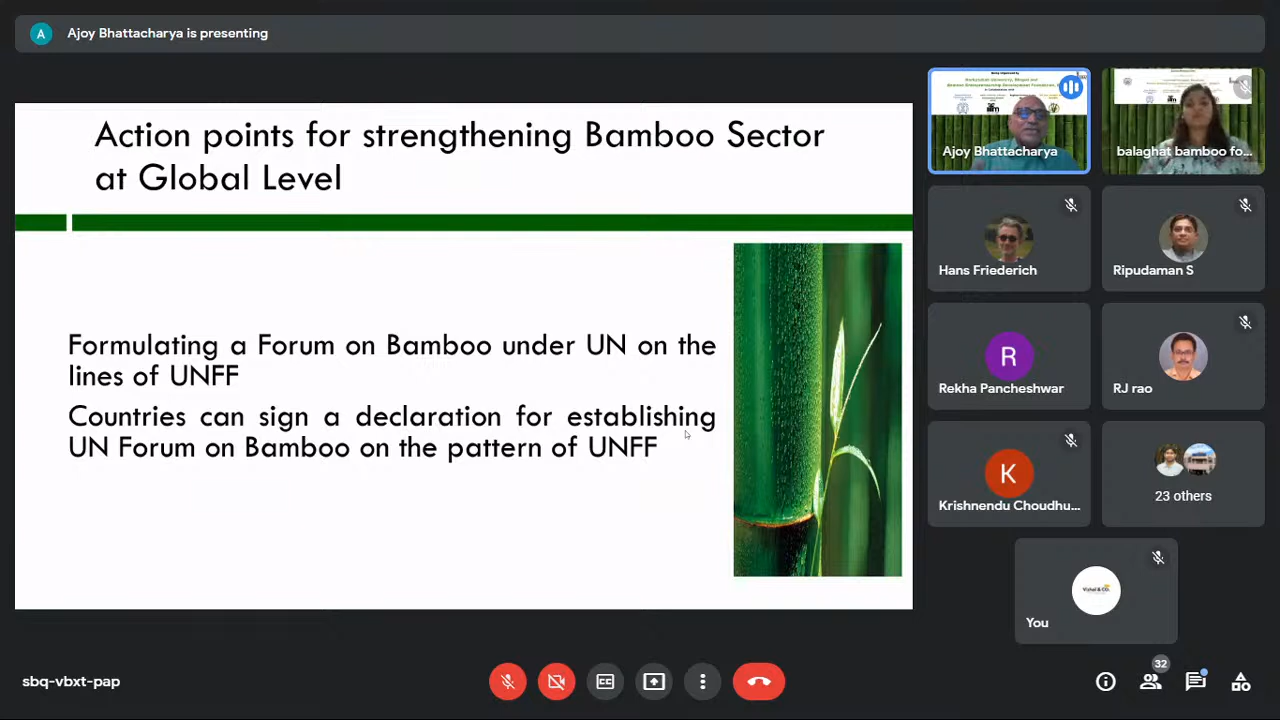 A
Ajoy Bhattacharya is presenting
Action points for strengthening Bamboo Sector
at Global Level
Formulating a Forum on Bamboo under UN on the
lines of UNFF
Countries can sign a declaration for establishing
UN Forum on Bamboo on the pattern of UNFF
Ajoy Bhattacharya
balaghat bamboo fo...
Hans Friederich
Ripudaman S
R
Rekha Pancheshwar
RJ rao
K
Krishnendu Choudhu...
23 others
You
sbq-vbxt-pap
CC
32